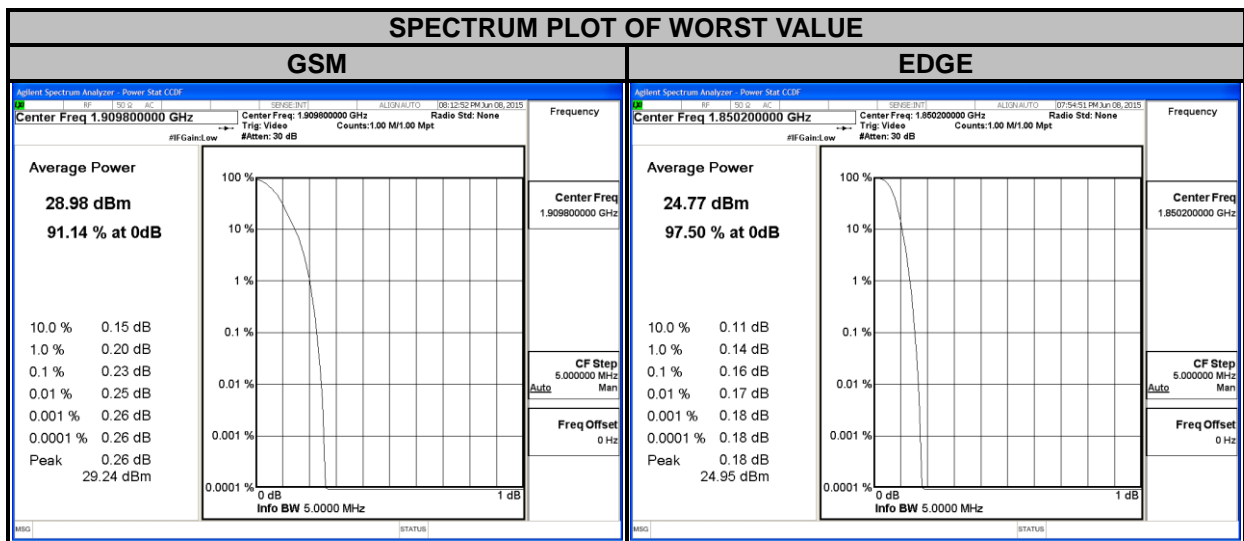 SPECTRUM PLOT OF WORST VALUE
GSM
EDGE
Agilent Spectrum Analyzer - Power Stat CCDF
RF 50 Ω AC SENSE:INT ALIGNAUTO 08:12:52 PM Jun 08, 2015
Center Freq 1.909800000 GHz
Center Freq: 1.909800000 GHz Radio Std: None
Trig: Video Counts:1.00 M/1.00 Mpt
#IFGain:Low #Atten: 30 dB
Frequency
Average Power
28.98 dBm
91.14 % at 0dB
10.0 % 0.15 dB
1.0 % 0.20 dB
0.1 % 0.23 dB
0.01 % 0.25 dB
0.001 % 0.26 dB
0.0001 % 0.26 dB
Peak 0.26 dB
29.24 dBm
100 %
10 %
1 %
0.1 %
0.01 %
0.001 %
0.0001 %
0 dB 1 dB
Info BW 5.0000 MHz
Center Freq
1.909800000 GHz
CF Step
5.000000 MHz
Auto Man
Freq Offset
0 Hz
MSG STATUS
Agilent Spectrum Analyzer - Power Stat CCDF
RF 50 Ω AC SENSE:INT ALIGNAUTO 07:54:51 PM Jun 08, 2015
Center Freq 1.850200000 GHz
Center Freq: 1.850200000 GHz Radio Std: None
Trig: Video Counts:1.00 M/1.00 Mpt
#IFGain:Low #Atten: 30 dB
Frequency
Average Power
24.77 dBm
97.50 % at 0dB
10.0 % 0.11 dB
1.0 % 0.14 dB
0.1 % 0.16 dB
0.01 % 0.17 dB
0.001 % 0.18 dB
0.0001 % 0.18 dB
Peak 0.18 dB
24.95 dBm
100 %
10 %
1 %
0.1 %
0.01 %
0.001 %
0.0001 %
0 dB 1 dB
Info BW 5.0000 MHz
Center Freq
1.850200000 GHz
CF Step
5.000000 MHz
Auto Man
Freq Offset
0 Hz
MSG STATUS